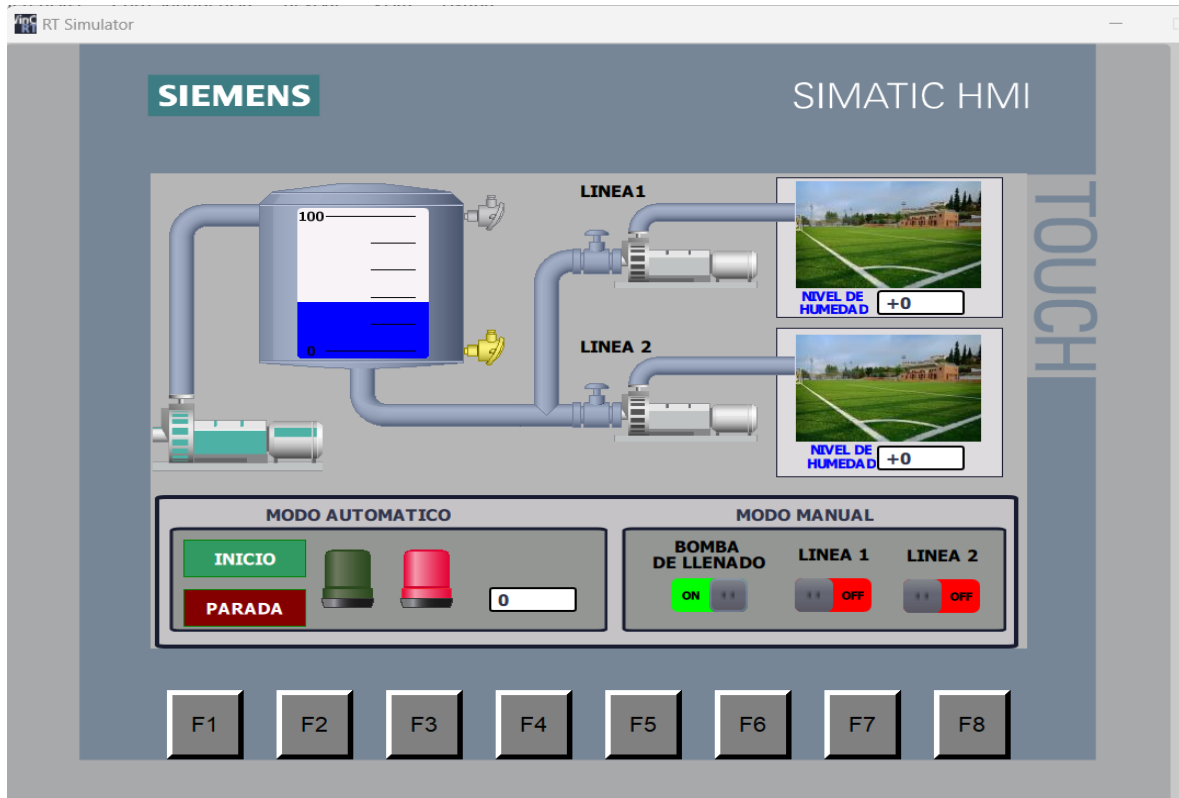 RT Simulator
SIEMENS
SIMATIC HMI
TOUCH
100
0
LINEA1
NIVEL DE
HUMEDAD
+0
LINEA 2
NIVEL DE
HUMEDAD
+0
MODO AUTOMATICO
INICIO
PARADA
0
MODO MANUAL
BOMBA
DE LLENADO
ON
LINEA 1
OFF
LINEA 2
OFF
F1
F2
F3
F4
F5
F6
F7
F8